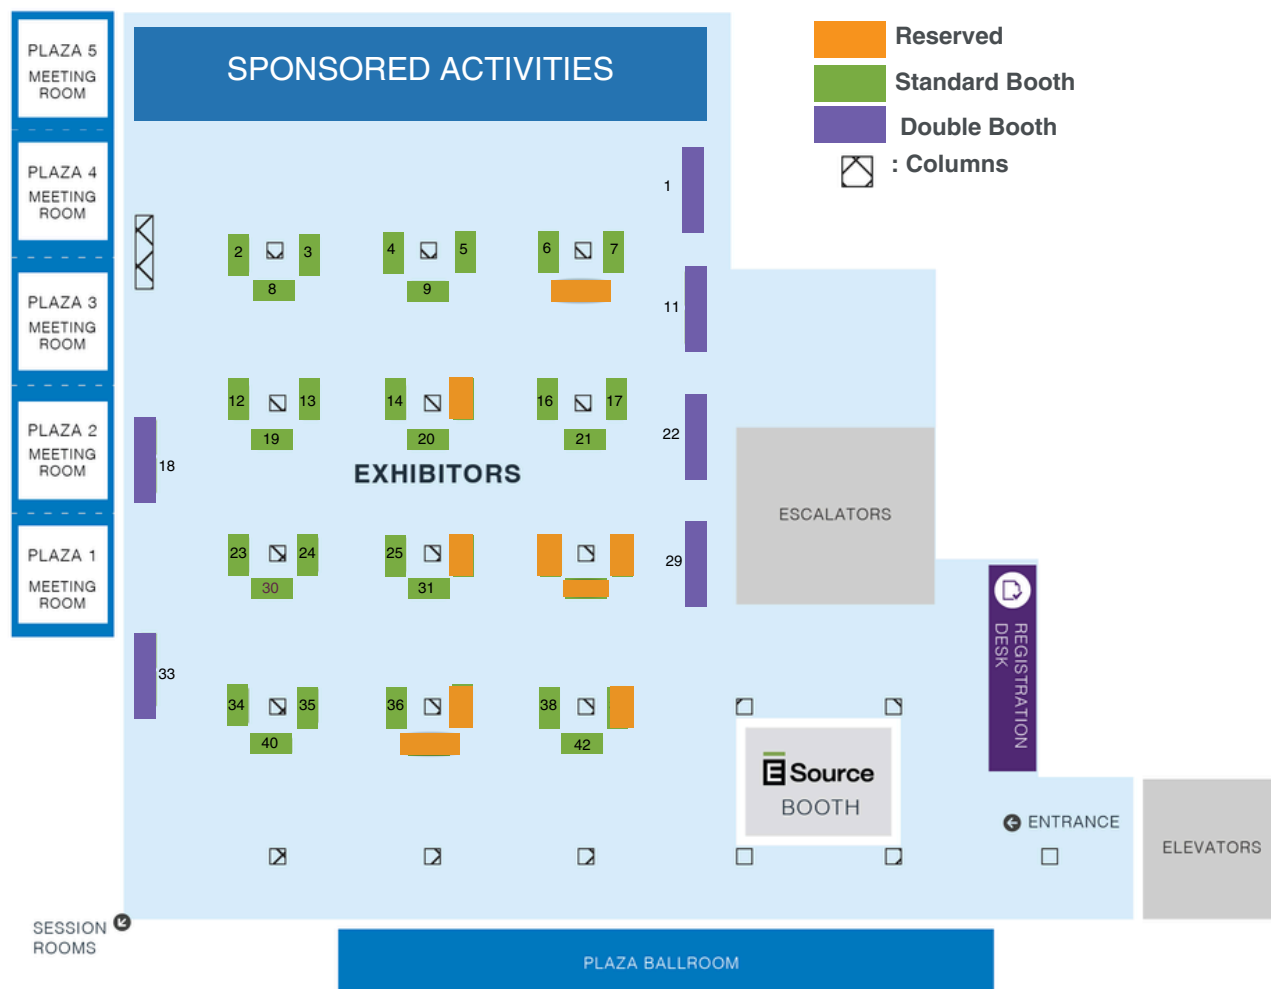 PLAZA 5
MEETING
ROOM
PLAZA 4
MEETING
ROOM
PLAZA 3
MEETING
ROOM
PLAZA 2
MEETING
ROOM
PLAZA 1
MEETING
ROOM
SPONSORED ACTIVITIES
Reserved
Standard Booth
Double Booth
: Columns
1
2
3
4
5
6
7
8
9
11
12
13
14
16
17
19
20
21
22
18
EXHIBITORS
23
24
25
29
30
31
33
34
35
36
38
40
42
ESCALATORS
REGISTRATION
DESK
E Source
BOOTH
ENTRANCE
ELEVATORS
SESSION
ROOMS
PLAZA BALLROOM